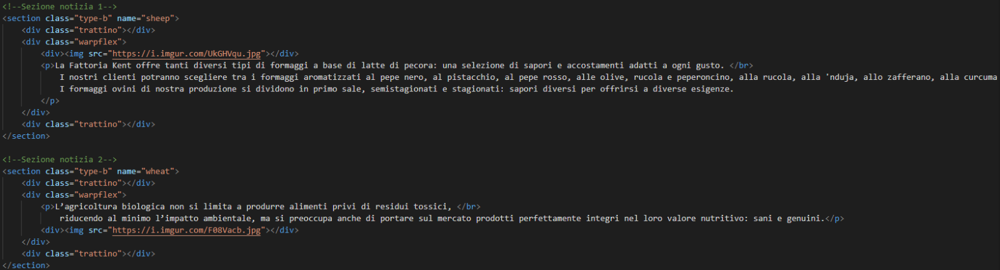 <!--Sezione notizia 1-->
<section class="type-b" name="sheep">
<div class="trattino"></div>
<div class="warpflex">
<div><img src="https://i.imgur.com/UkGHVqu.jpg"></div>
<p>La Fattoria Kent offre tanti diversi tipi di formaggi a base di latte di pecora: una selezione di sapori e accostamenti adatti a ogni gusto. </br>
I nostri clienti potranno scegliere tra i formaggi aromatizzati al pepe nero, al pistacchio, al pepe rosso, alle olive, rucola e peperoncino, alla rucola, alla 'nduja, allo zafferano, alla curcuma
I formaggi ovini di nostra produzione si dividono in primo sale, semistagionati e stagionati: sapori diversi per offrirsi a diverse esigenze.
</p>
</div>
<div class="trattino"></div>
</section>
<!--Sezione notizia 2-->
<section class="type-b" name="wheat">
<div class="trattino"></div>
<div class="warpflex">
<p>L’agricoltura biologica non si limita a produrre alimenti privi di residui tossici, </br>
riducendo al minimo l’impatto ambientale, ma si preoccupa anche di portare sul mercato prodotti perfettamente integri nel loro valore nutritivo: sani e genuini.</p>
<div><img src="https://i.imgur.com/F08Vacb.jpg"></div>
</div>
<div class="trattino"></div>
</section>